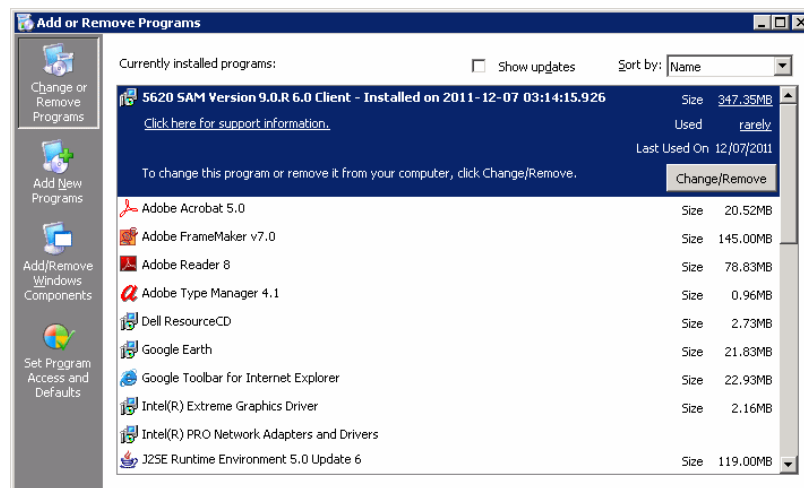 Add or Remove Programs
Change or
Remove
Programs
Add New
Programs
Add/Remove
Windows
Components
Set Program
Access and
Defaults
Currently installed programs:
Show updates
Sort by: Name
5620 SAM Version 9.0.R 6.0 Client - Installed on 2011-12-07 03:14:15.926
Size 347.35MB
Click here for support information.
Used rarely
Last Used On 12/07/2011
To change this program or remove it from your computer, click Change/Remove.
Change/Remove
Adobe Acrobat 5.0 Size 20.52MB
Adobe FrameMaker v7.0 Size 145.00MB
Adobe Reader 8 Size 78.83MB
Adobe Type Manager 4.1 Size 0.96MB
Dell ResourceCD Size 2.73MB
Google Earth Size 21.83MB
Google Toolbar for Internet Explorer Size 22.93MB
Intel(R) Extreme Graphics Driver Size 2.16MB
Intel(R) PRO Network Adapters and Drivers
J2SE Runtime Environment 5.0 Update 6 Size 119.00MB